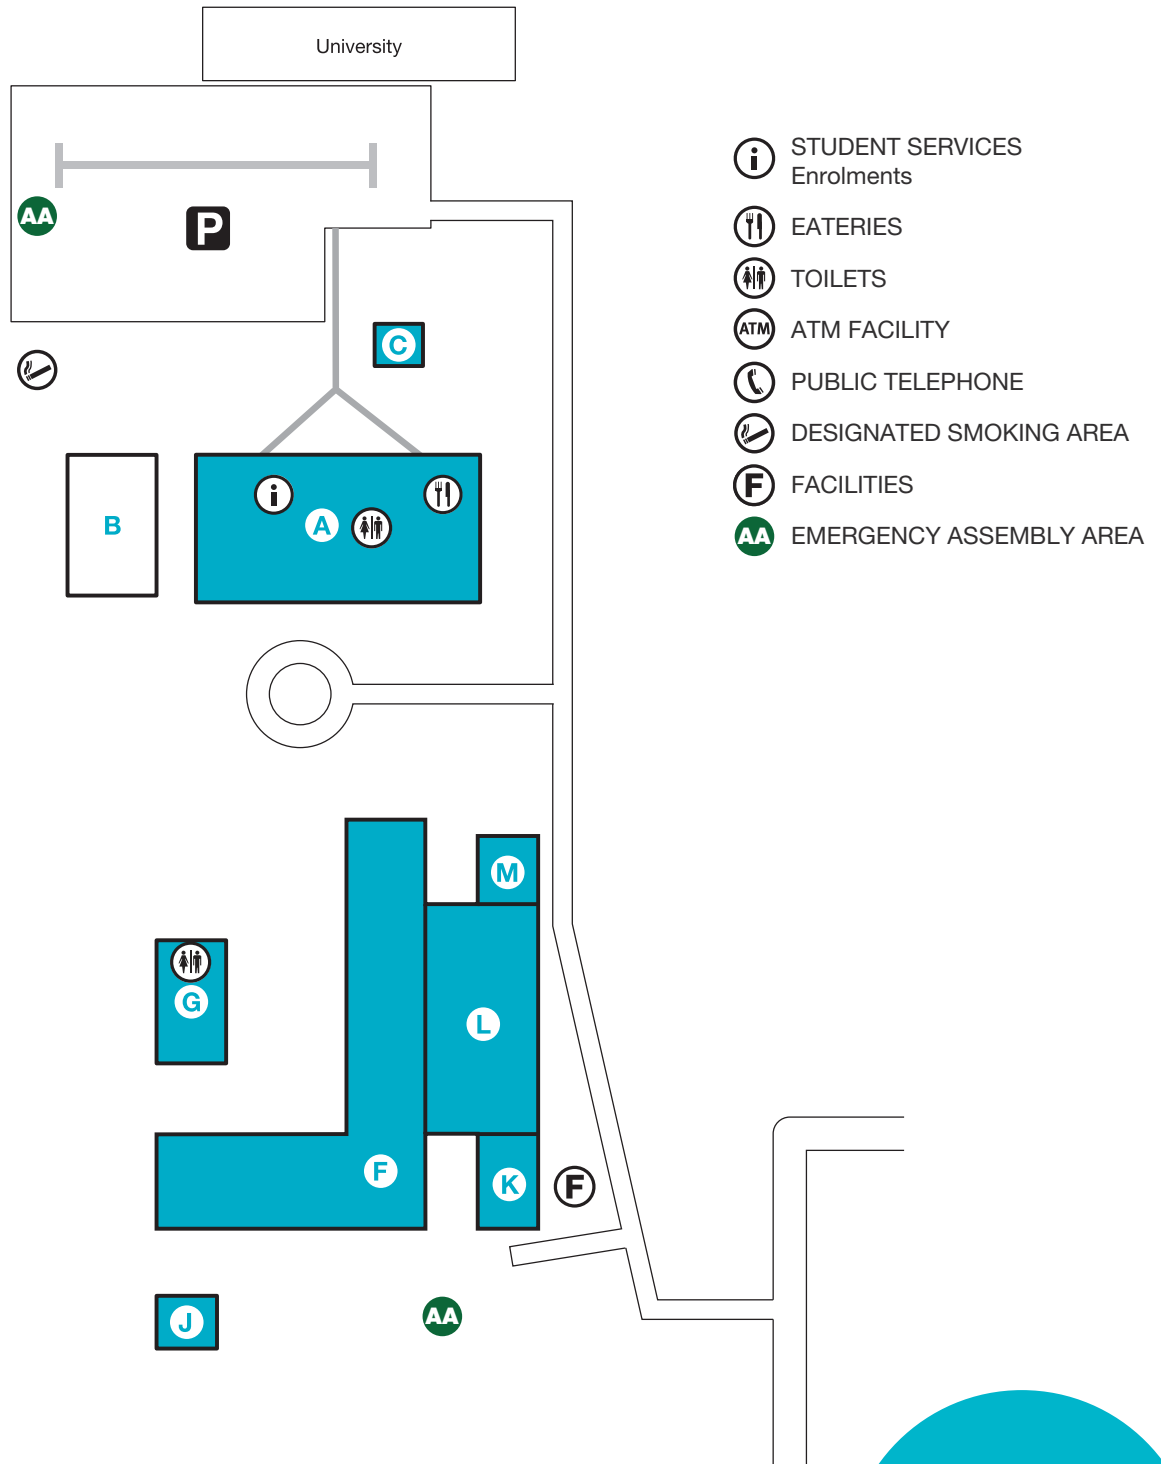 University
AA
P
C
B
i
A
M
G
L
F
K
F
J
AA
i
STUDENT SERVICES
Enrolments
EATERIES
TOILETS
ATM
ATM FACILITY
PUBLIC TELEPHONE
DESIGNATED SMOKING AREA
F
FACILITIES
AA
EMERGENCY ASSEMBLY AREA